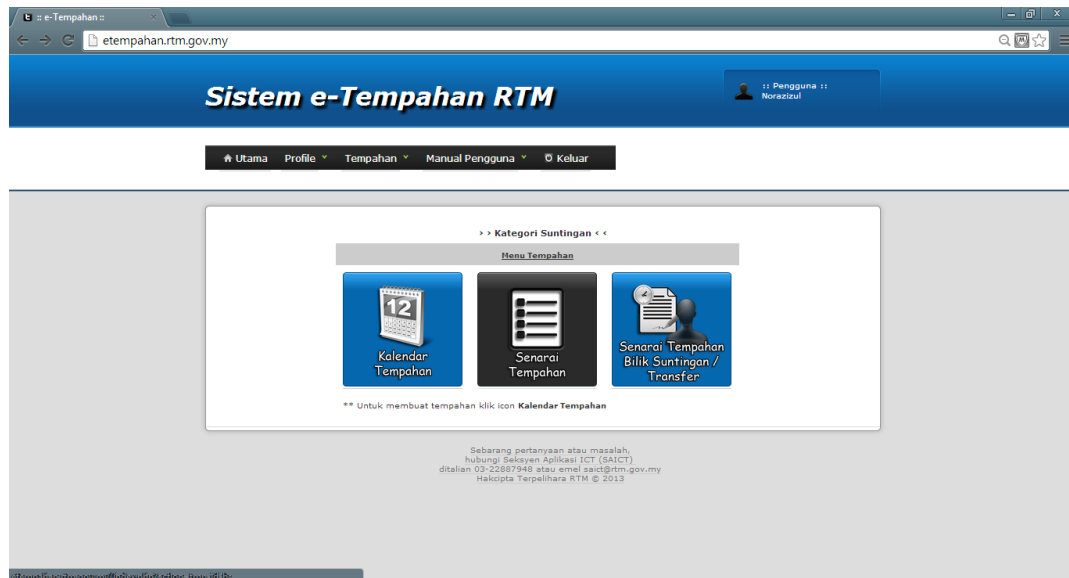 :: e-Tempahan ::
etempahan.rtm.gov.my
Sistem e-Tempahan RTM
:: Pengguna ::
Norazizul
Utama Profile Tempahan Manual Pengguna Keluar
> > Kategori Suntingan < <
Menu Tempahan
12
Kalendar
Tempahan
Senarai
Tempahan
Senarai Tempahan
Bilik Suntingan /
Transfer
** Untuk membuat tempahan klik icon Kalendar Tempahan
Sebarang pertanyaan atau masalah,
hubungi Seksyen Aplikasi ICT (SAICT)
ditalian 03-22887948 atau emel saict@rtm.gov.my
Hakcipta Terpelihara RTM © 2013